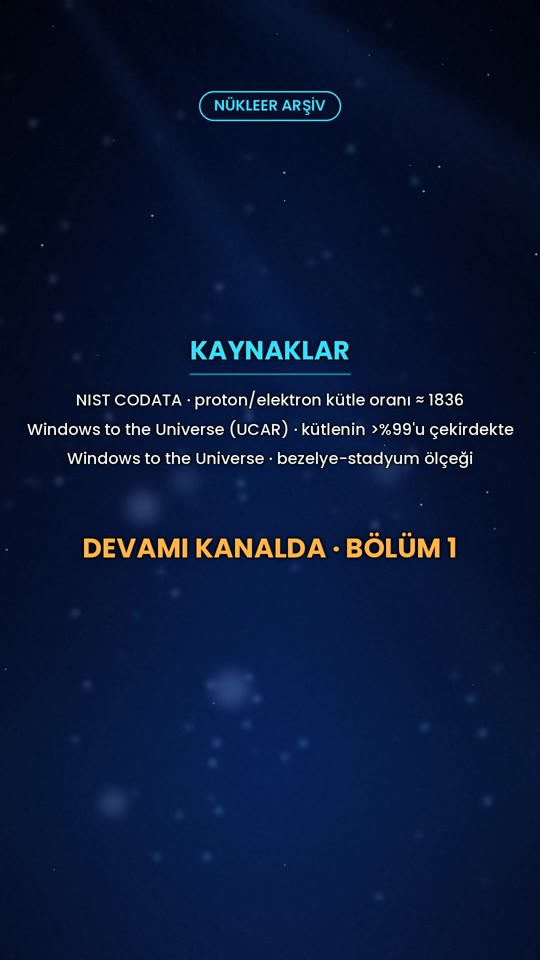 NÜKLEER ARŞİV
KAYNAKLAR
NIST CODATA · proton/elektron kütle oranı ≈ 1836
Windows to the Universe (UCAR) · kütlenin >%99'u çekirdekte
Windows to the Universe · bezelye-stadyum ölçeği
DEVAMI KANALDA · BÖLÜM 1